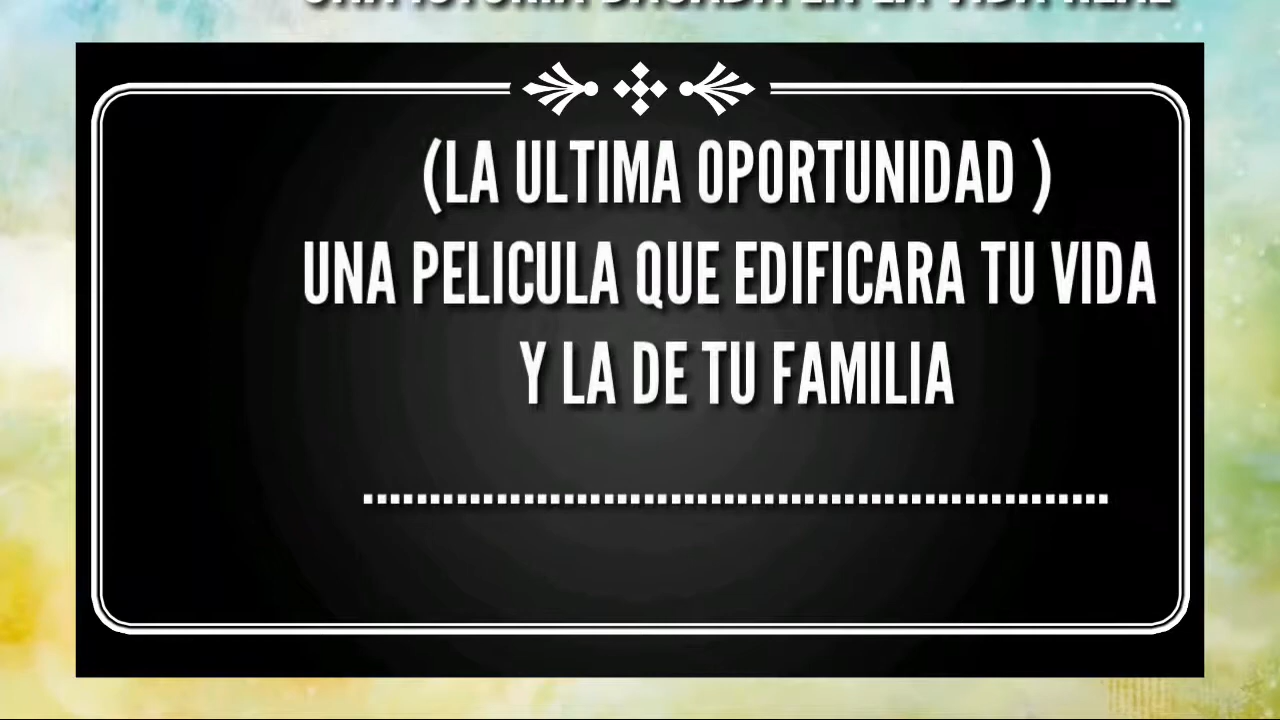 (LA ULTIMA OPORTUNIDAD )
UNA PELICULA QUE EDIFICARA TU VIDA
Y LA DE TU FAMILIA
........................................................